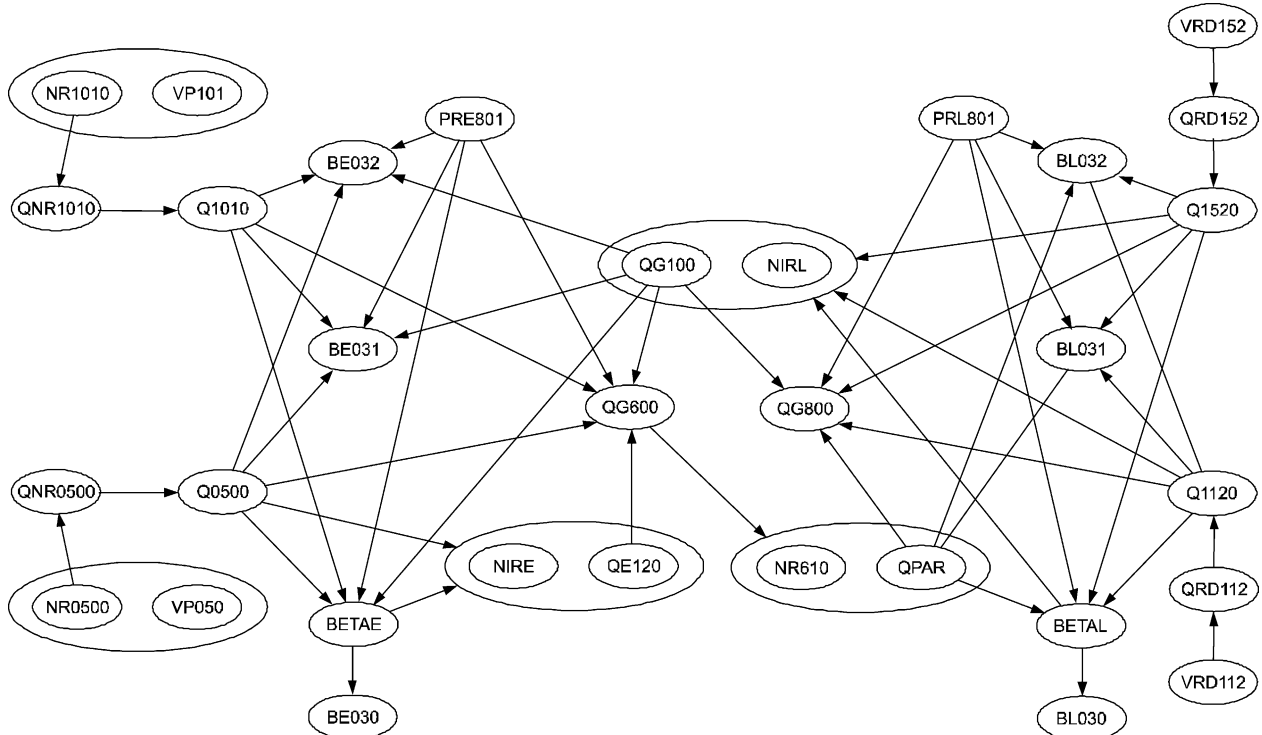 VRD152
NR1010
VP101
PRE801
PRL801
QRD152
BE032
BL032
QNR1010
Q1010
Q1520
QG100
NIRL
BE031
BL031
QG600
QG800
QNR0500
Q0500
Q1120
NIRE
QE120
NR610
QPAR
NR0500
VP050
QRD112
BETAE
BETAL
VRD112
BE030
BL030